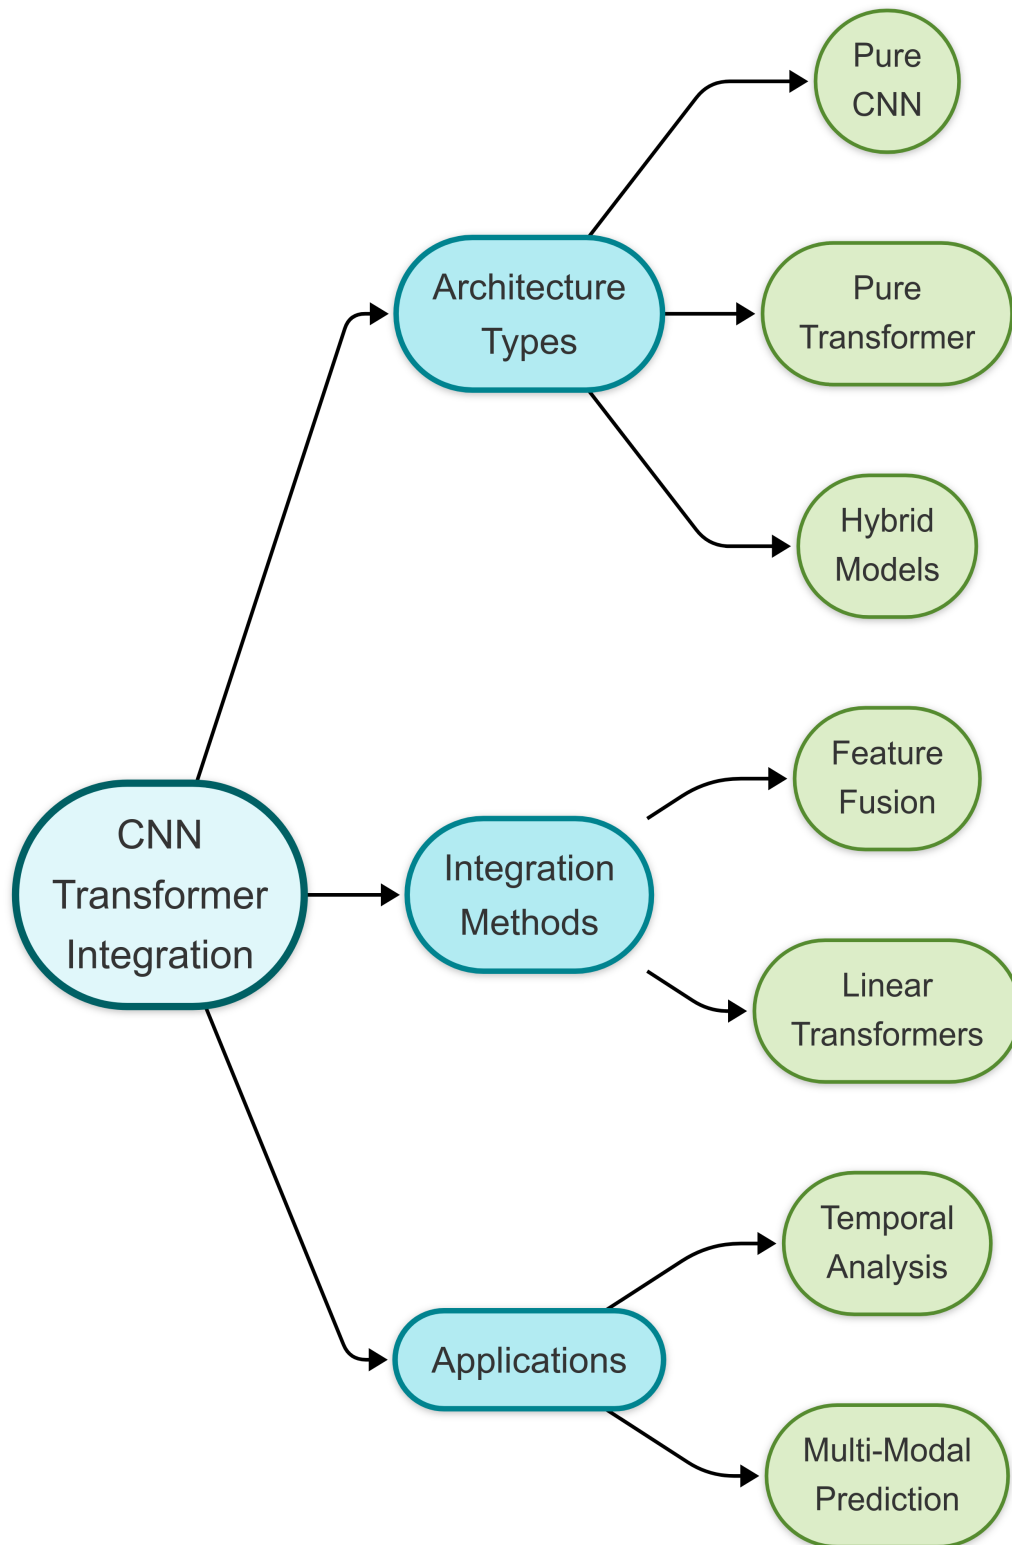 Pure
CNN
Architecture
Types
Pure
Transformer
Hybrid
Models
CNN
Transformer
Integration
Integration
Methods
Feature
Fusion
Linear
Transformers
Applications
Temporal
Analysis
Multi-Modal
Prediction